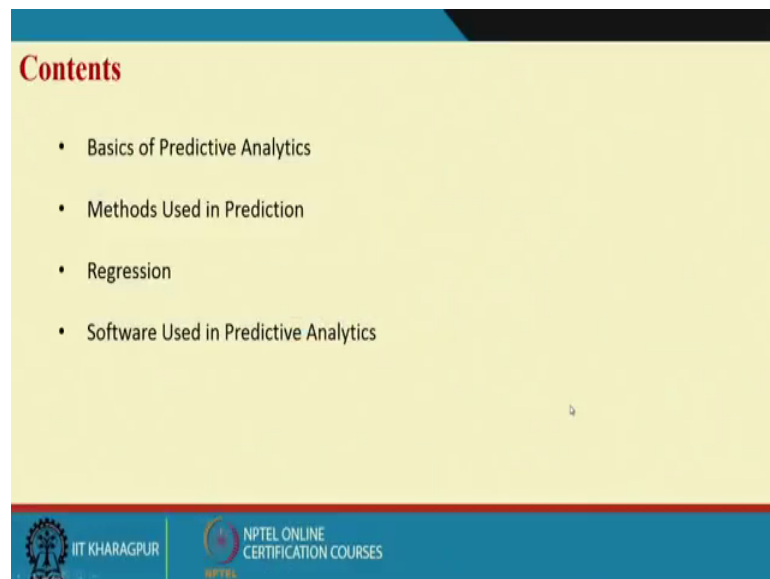 Contents
• Basics of Predictive Analytics
• Methods Used in Prediction
• Regression
• Software Used in Predictive Analytics
IIT KHARAGPUR
NPTEL ONLINE
CERTIFICATION COURSES
NPTEL